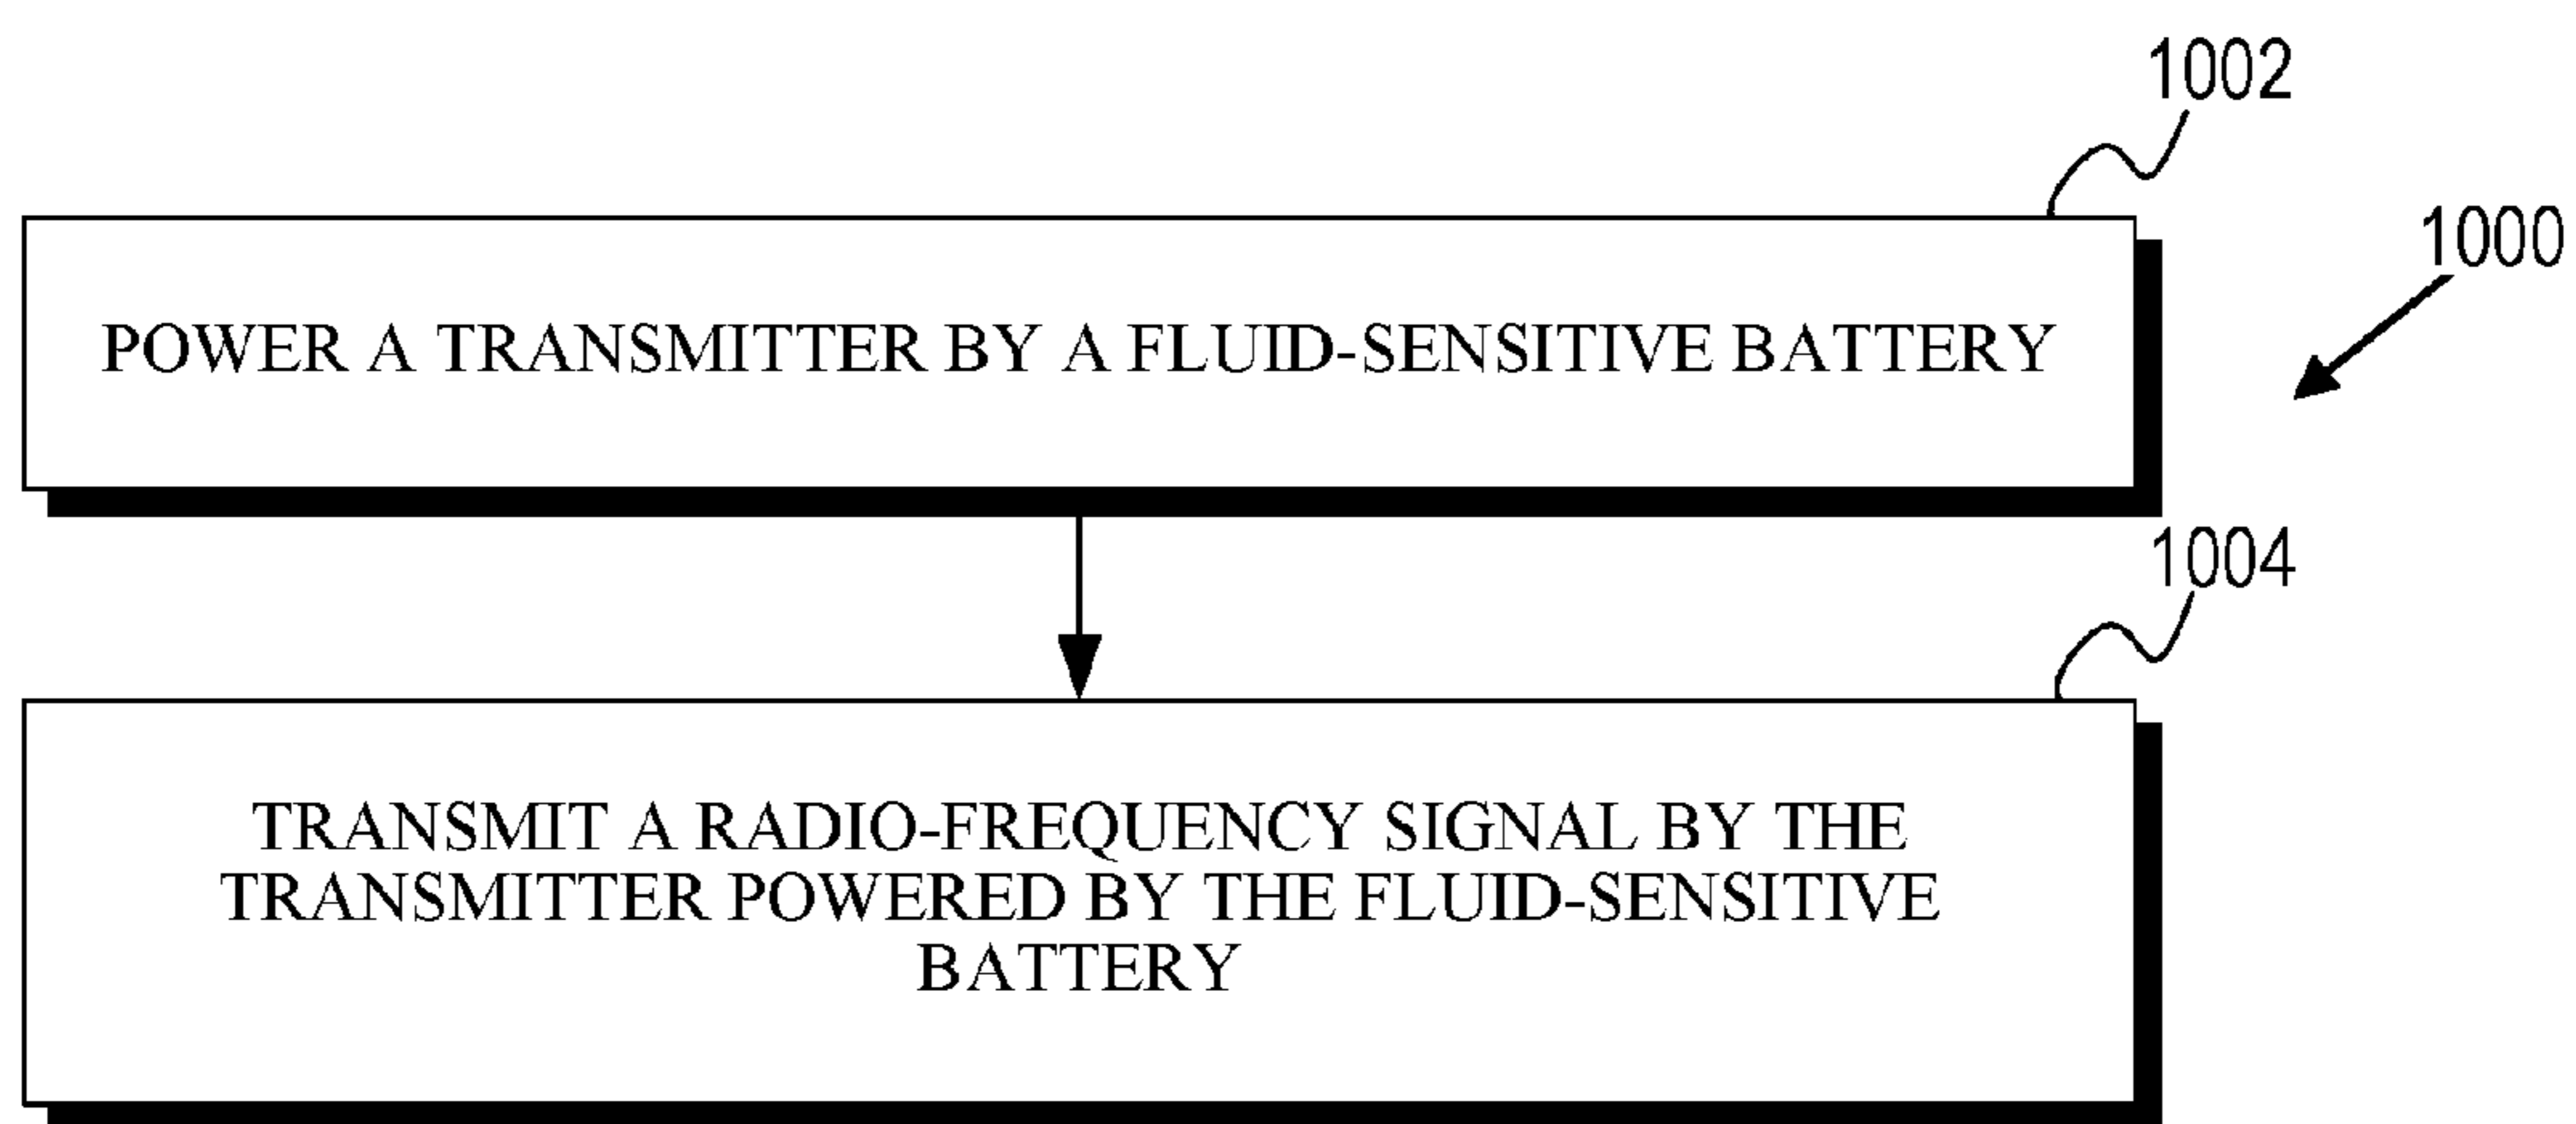 1002
1000
POWER A TRANSMITTER BY A FLUID-SENSITIVE BATTERY
1004
TRANSMIT A RADIO-FREQUENCY SIGNAL BY THE
TRANSMITTER POWERED BY THE FLUID-SENSITIVE
BATTERY